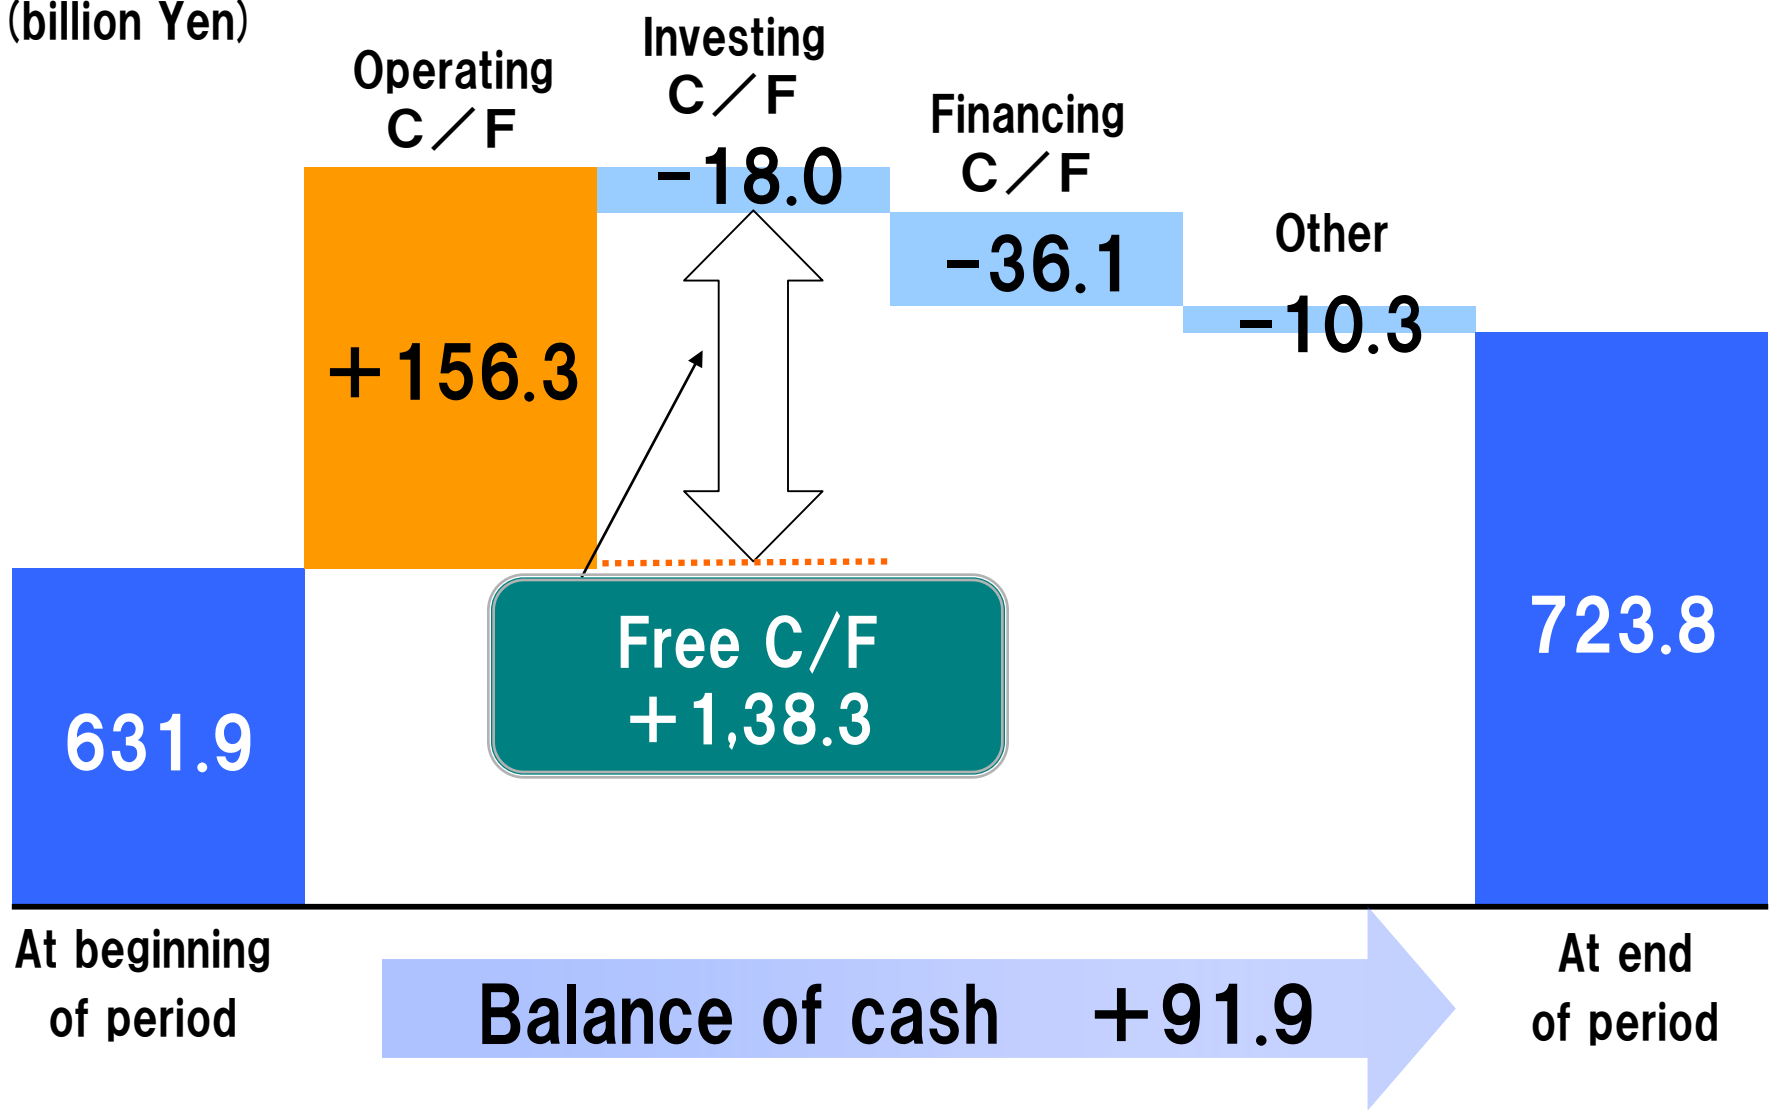 (billion Yen)
Operating
C／F
Investing
C／F
Financing
C／F
Other
＋156.3
－18.0
－36.1
－10.3
631.9
Free C/F
＋1,38.3
723.8
At beginning
of period
Balance of cash ＋91.9
At end
of period